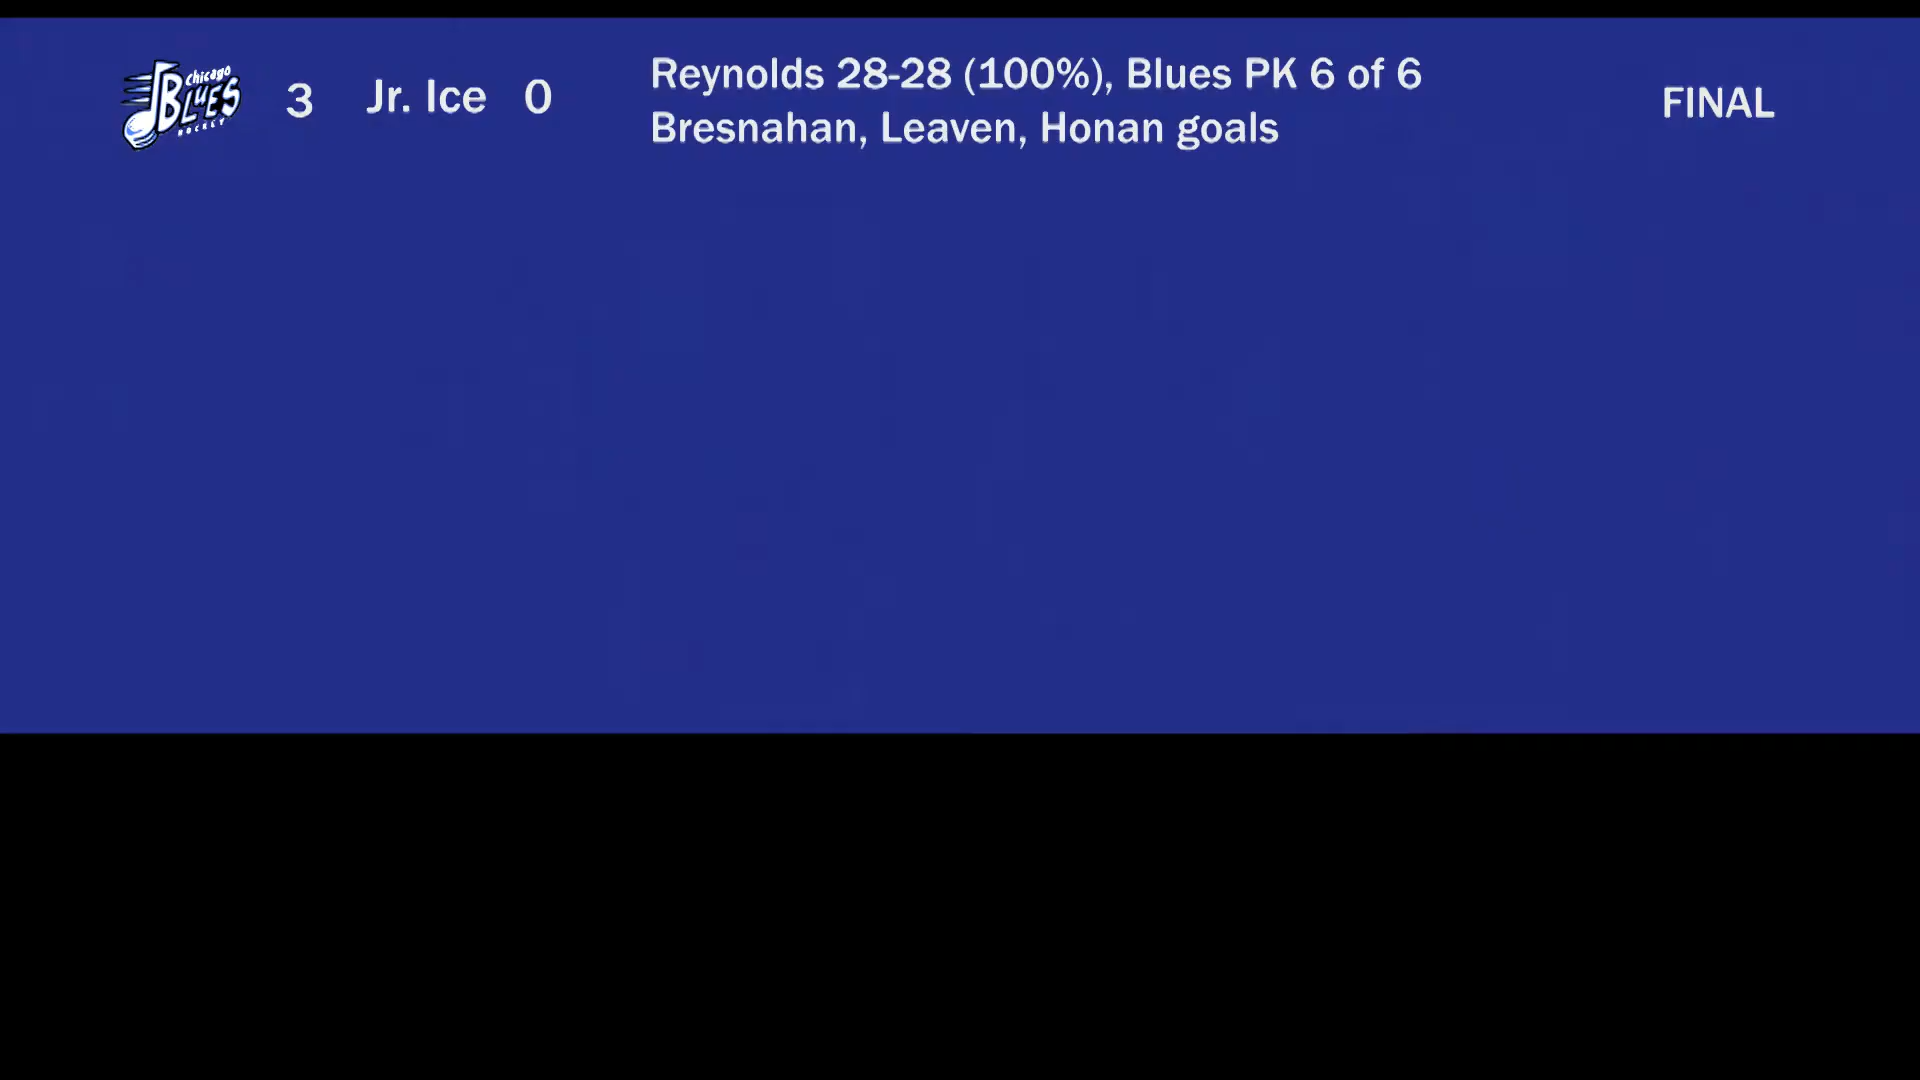 Chicago
BLUES
HOCKEY
3 Jr. Ice 0
Reynolds 28-28 (100%), Blues PK 6 of 6
Bresnahan, Leaven, Honan goals
FINAL